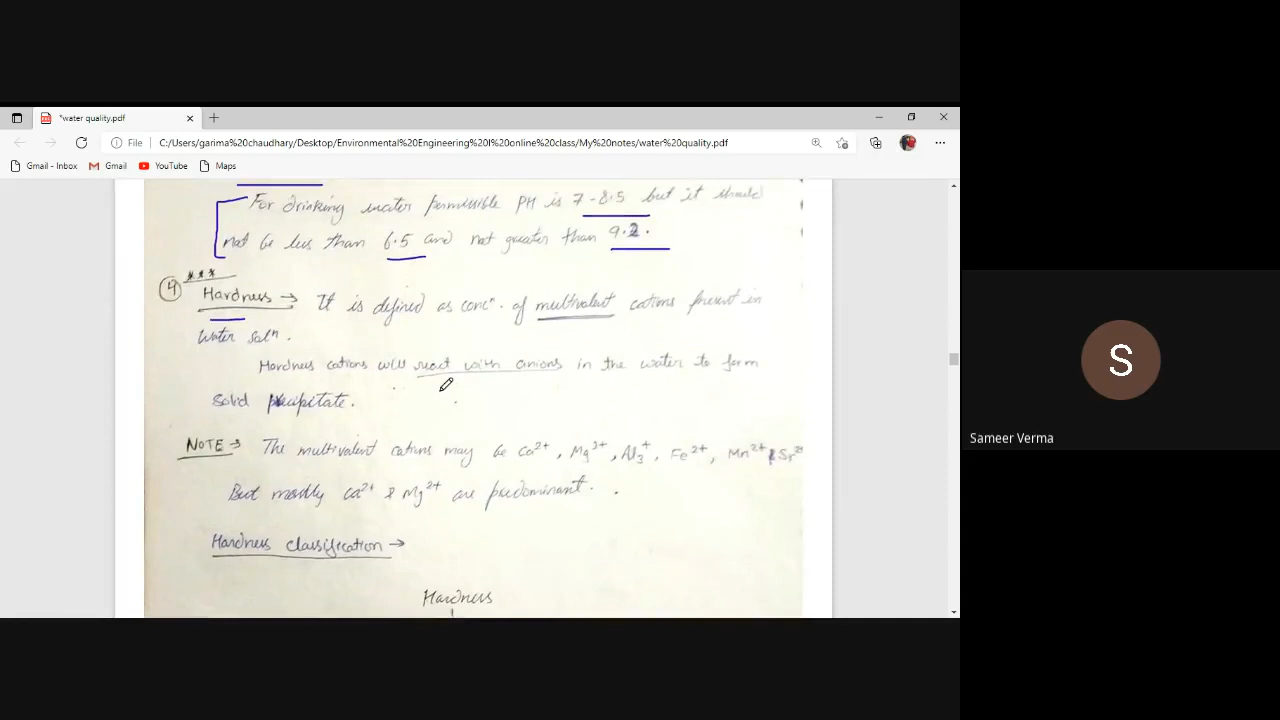 *water quality.pdf
File C:/Users/garima%20chaudhary/Desktop/Environmental%20Engineering%20I%20online%20class/My%20notes/water%20quality.pdf
Gmail - Inbox Gmail YouTube Maps
For drinking water permissible PH is 7-8.5 but it should
not be less than 6.5 and not greater than 9.2.
④ ***
Hardness → It is defined as concⁿ. of multivalent cations present in
Water solⁿ.
Hardness cations will react with anions in the water to form
solid precipitate.
NOTE → The multivalent cations may be Ca²⁺, Mg²⁺, Al₃⁺, Fe²⁺, Mn²⁺ & Sr²⁺
But mostly ca²⁺ & Mg²⁺ are predominant.
Hardness classification →
Hardness
S
Sameer Verma